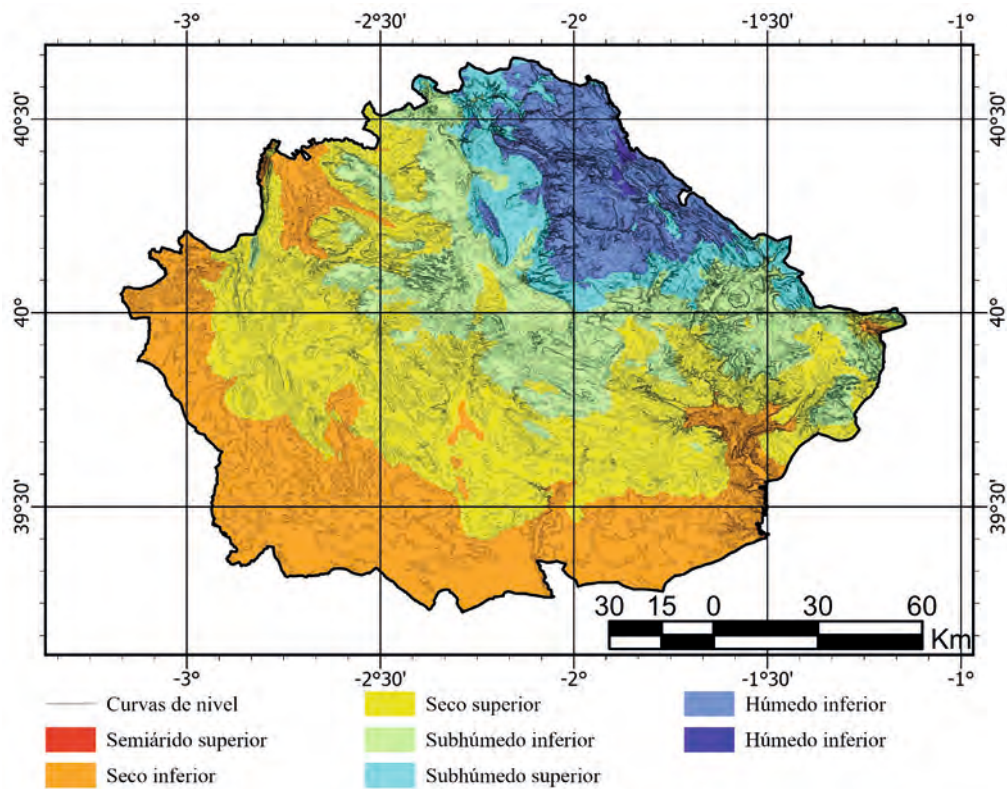 -3° -2°30' -2° -1°30' -1°
40°30' 40°30'
40° 40°
39°30' 39°30'
30 15 0 30 60
Km
-3° -2°30' -2° -1°30' -1°
Curvas de nivel
Semiárido superior
Seco inferior
Seco superior
Subhúmedo inferior
Subhúmedo superior
Húmedo inferior
Húmedo inferior